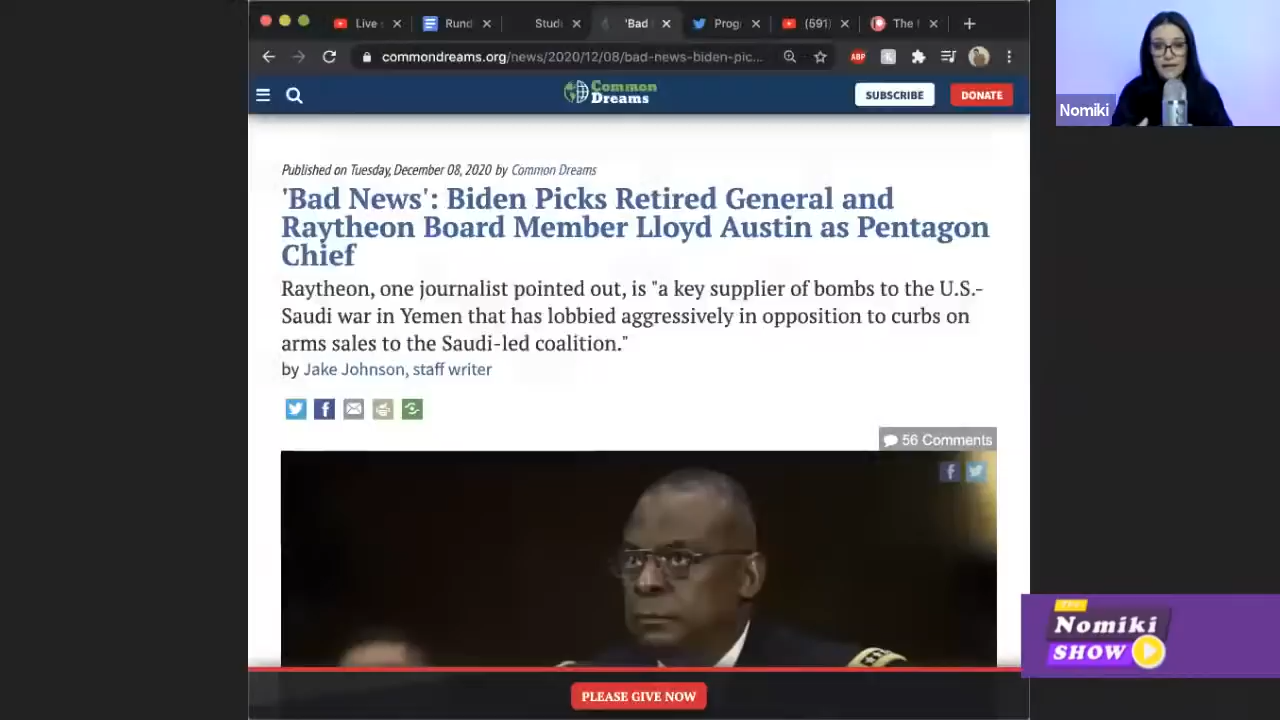 Live
Rund
Studi
'Bad
Prog
(591)
The
commondreams.org/news/2020/12/08/bad-news-biden-pic...
ABP
Common
Dreams
SUBSCRIBE
DONATE
Nomiki
Published on Tuesday, December 08, 2020 by Common Dreams
'Bad News': Biden Picks Retired General and
Raytheon Board Member Lloyd Austin as Pentagon
Chief
Raytheon, one journalist pointed out, is "a key supplier of bombs to the U.S.-
Saudi war in Yemen that has lobbied aggressively in opposition to curbs on
arms sales to the Saudi-led coalition."
by Jake Johnson, staff writer
56 Comments
THE
Nomiki
SHOW
PLEASE GIVE NOW